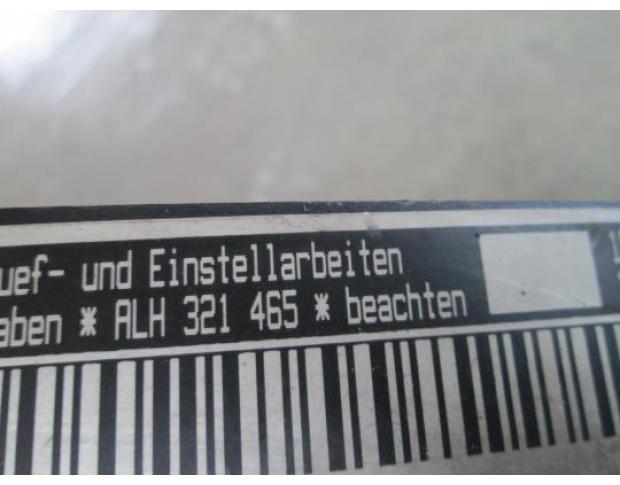 uef- und Einstellarbeiten
aben * ALH 321 465 * beachten